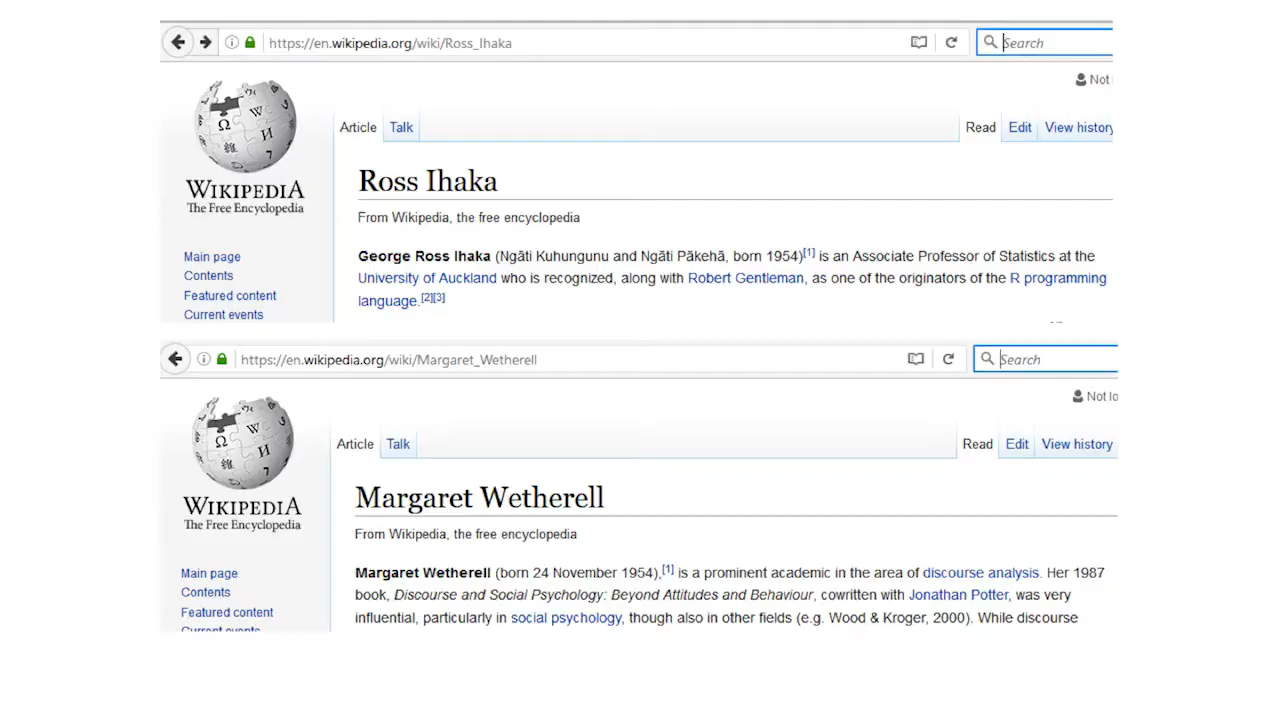 https://en.wikipedia.org/wiki/Ross_Ihaka
Search
Not
Article Talk Read Edit View history
WIKIPEDIA
The Free Encyclopedia
Ross Ihaka
From Wikipedia, the free encyclopedia
Main page
Contents
Featured content
Current events
George Ross Ihaka (Ngāti Kuhungunu and Ngāti Pākehā, born 1954)[1] is an Associate Professor of Statistics at the
University of Auckland who is recognized, along with Robert Gentleman, as one of the originators of the R programming
language.[2][3]
https://en.wikipedia.org/wiki/Margaret_Wetherell
Search
Not lo
Article Talk Read Edit View history
WIKIPEDIA
The Free Encyclopedia
Margaret Wetherell
From Wikipedia, the free encyclopedia
Main page
Contents
Featured content
Current events
Margaret Wetherell (born 24 November 1954),[1] is a prominent academic in the area of discourse analysis. Her 1987
book, Discourse and Social Psychology: Beyond Attitudes and Behaviour, cowritten with Jonathan Potter, was very
influential, particularly in social psychology, though also in other fields (e.g. Wood & Kroger, 2000). While discourse